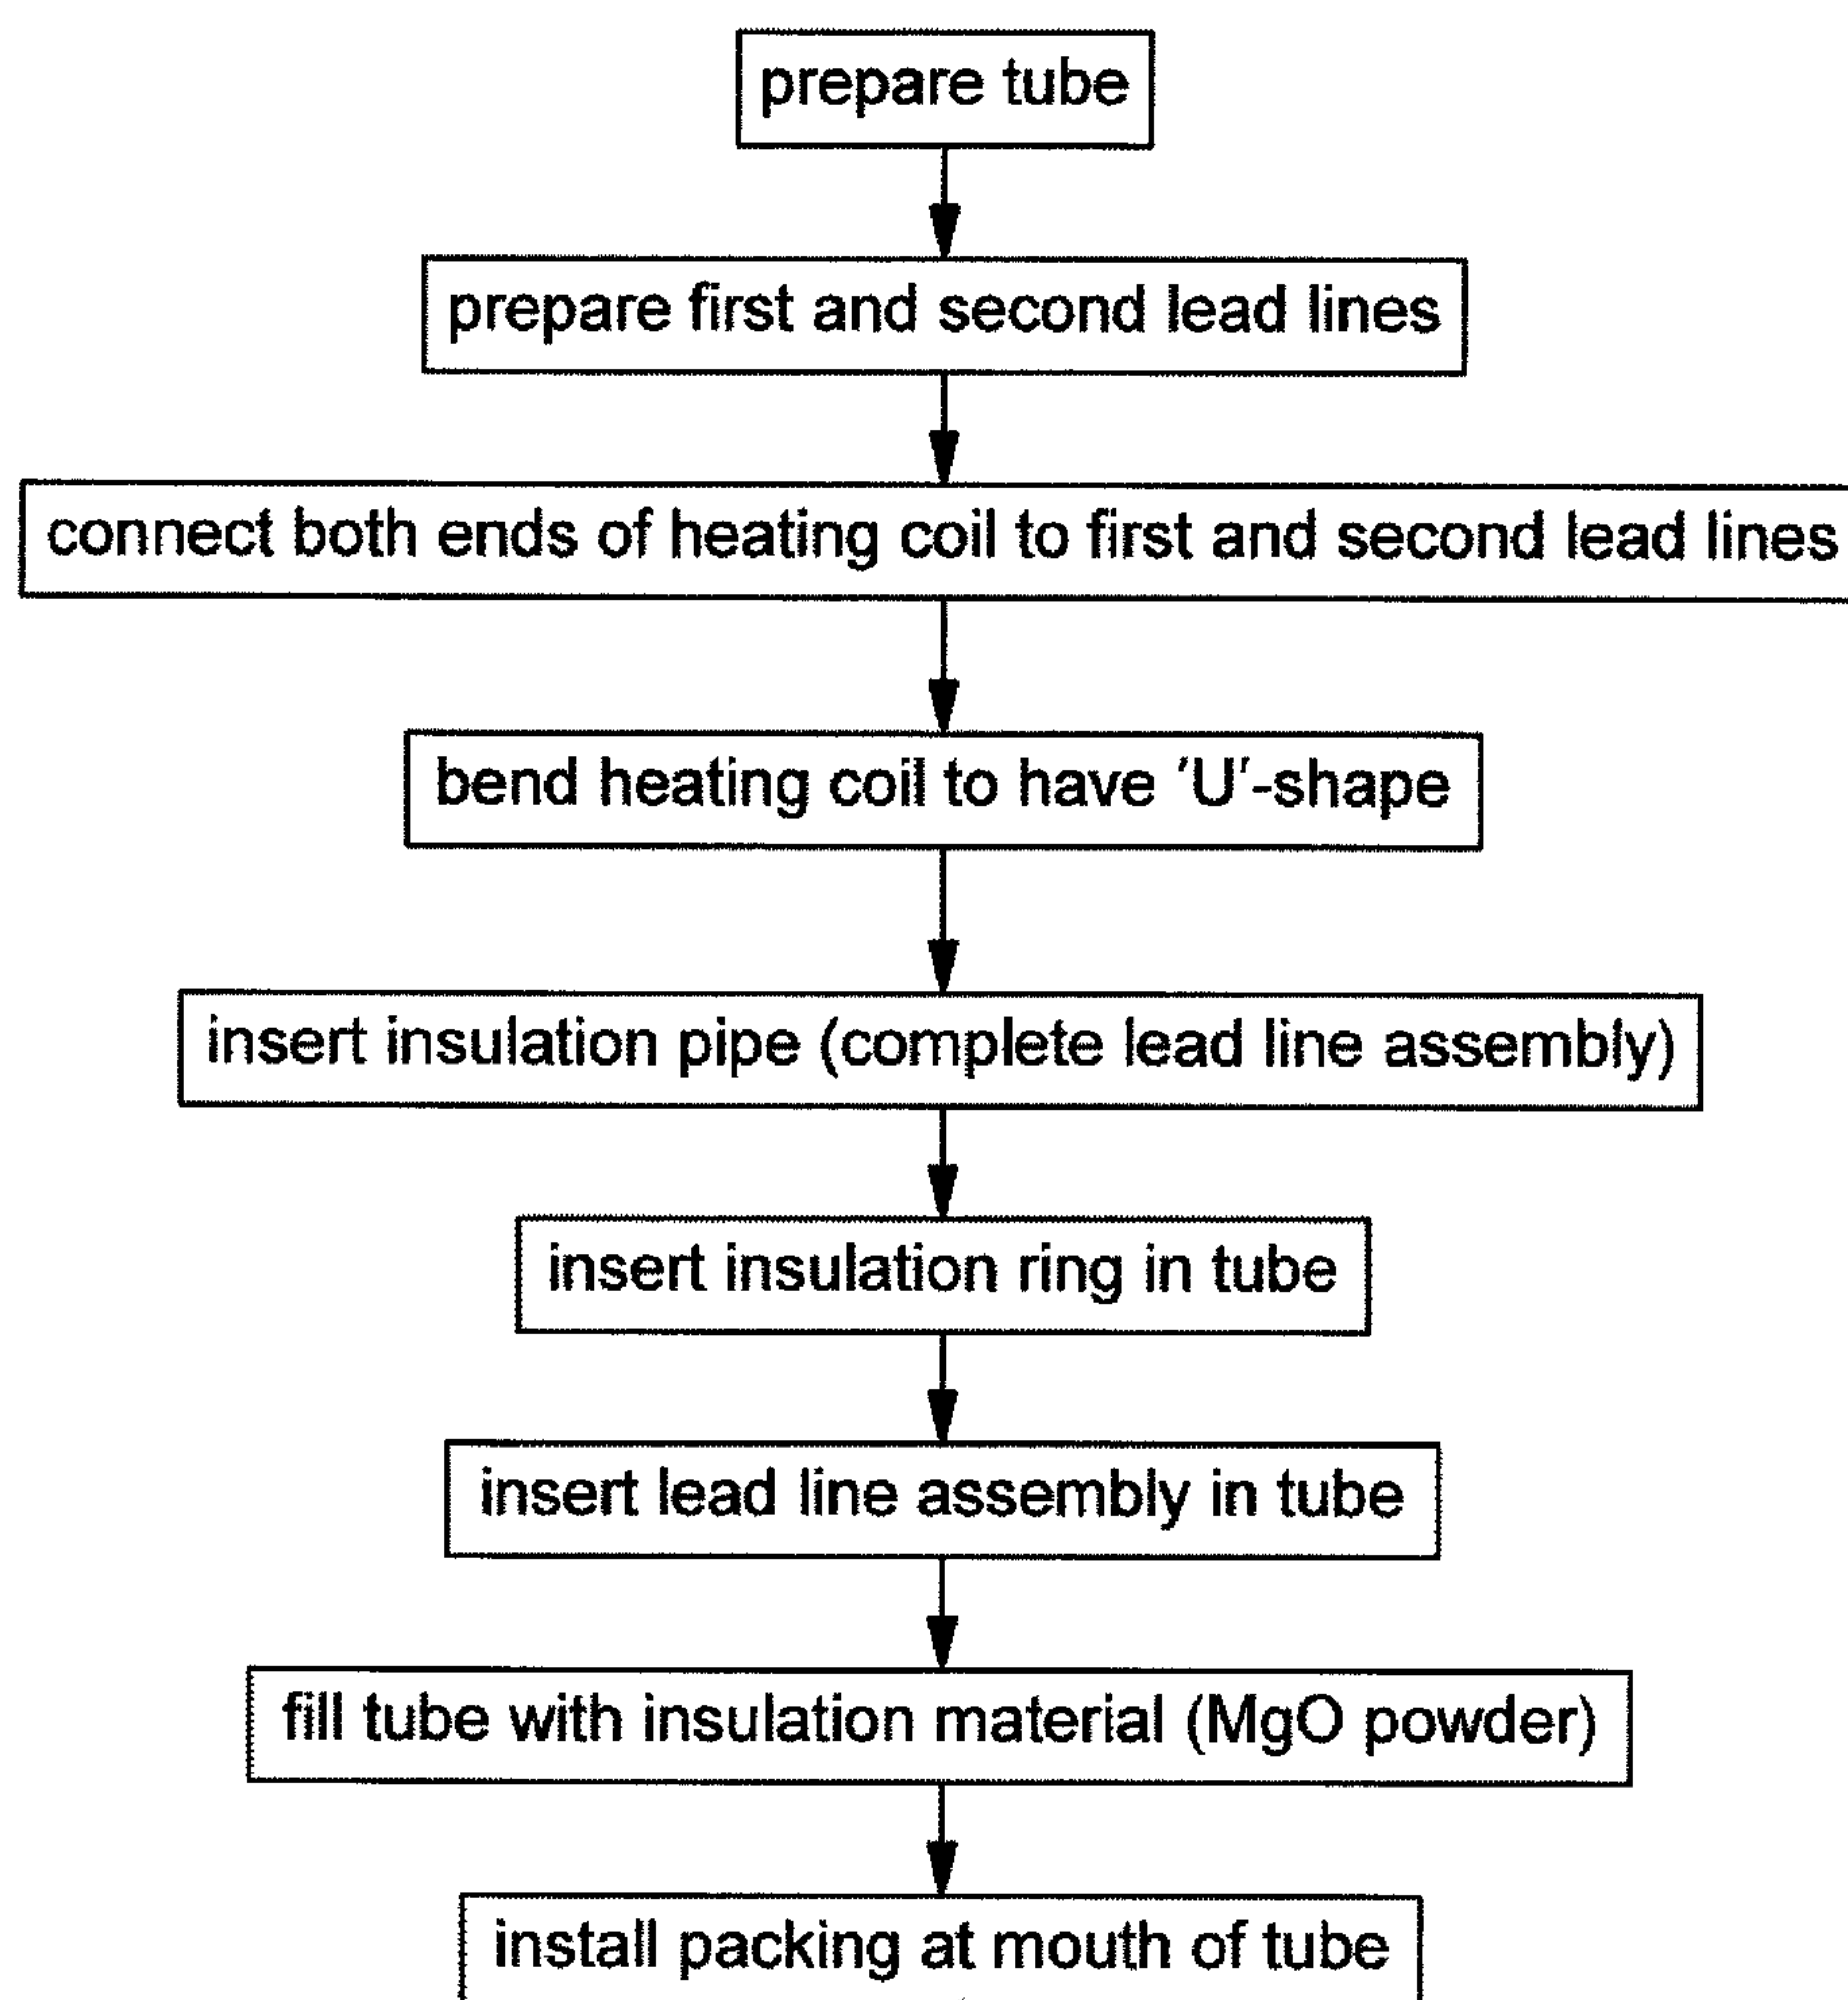 prepare tube
prepare first and second lead lines
connect both ends of heating coil to first and second lead lines
bend heating coil to have 'U'-shape
insert insulation pipe (complete lead line assembly)
insert insulation ring in tube
insert lead line assembly in tube
fill tube with insulation material (MgO powder)
install packing at mouth of tube